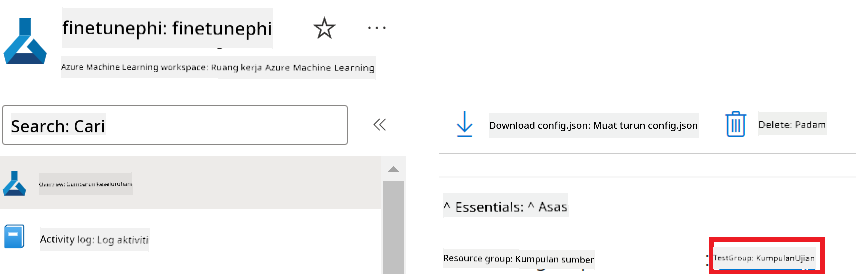 finetunephi: finetunephi
Azure Machine Learning workspace: Ruang kerja Azure Machine Learning
Search: Cari
Download config.json: Muat turun config.json
Delete: Padam
Overview: Gambaran keseluruhan
^ Essentials: ^ Asas
Activity log: Log aktiviti
Resource group: Kumpulan sumber
: TestGroup: KumpulanUjian